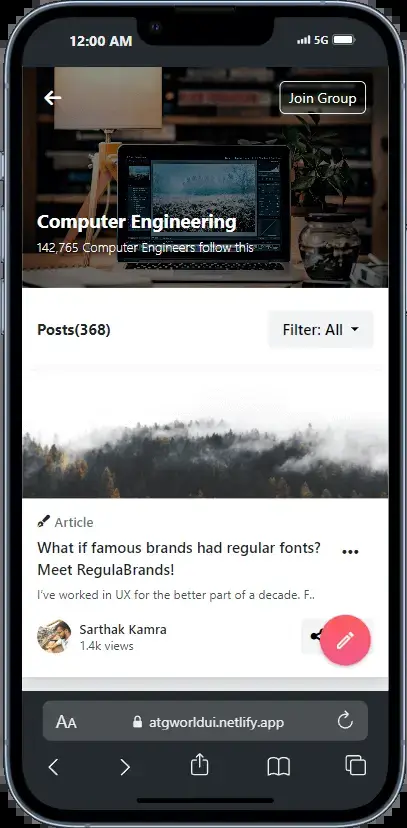 12:00 AM
5G
Join Group
Computer Engineering
142,765 Computer Engineers follow this
Posts(368)
Filter: All
Article
What if famous brands had regular fonts?
Meet RegulaBrands!
I've worked in UX for the better part of a decade. F..
Sarthak Kamra
1.4k views
AA
atgworldui.netlify.app